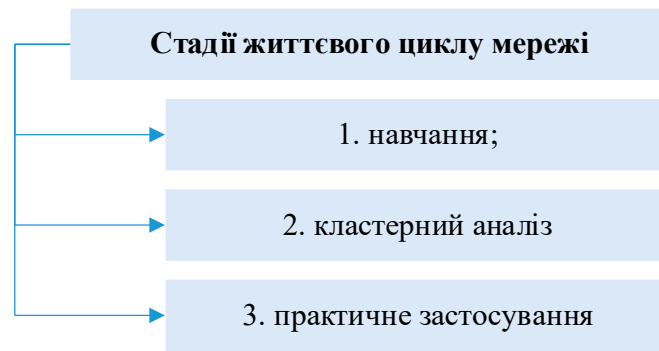 Стадії життєвого циклу мережі
1. навчання;
2. кластерний аналіз
3. практичне застосування